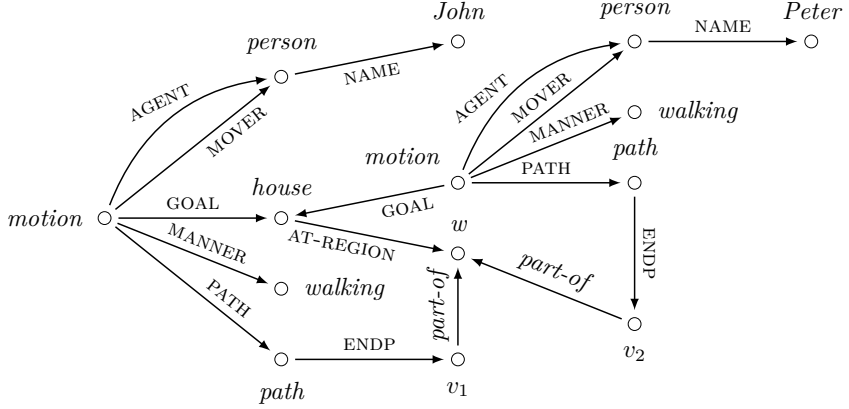 John
person
Peter
person
NAME
NAME
AGENT
MOVER
AGENT
MOVER
MANNER
walking
motion
path
PATH
house
GOAL
motion
GOAL
w
AT-REGION
ENDP
MANNER
part-of
part-of
walking
PATH
ENDP
v2
path
v1